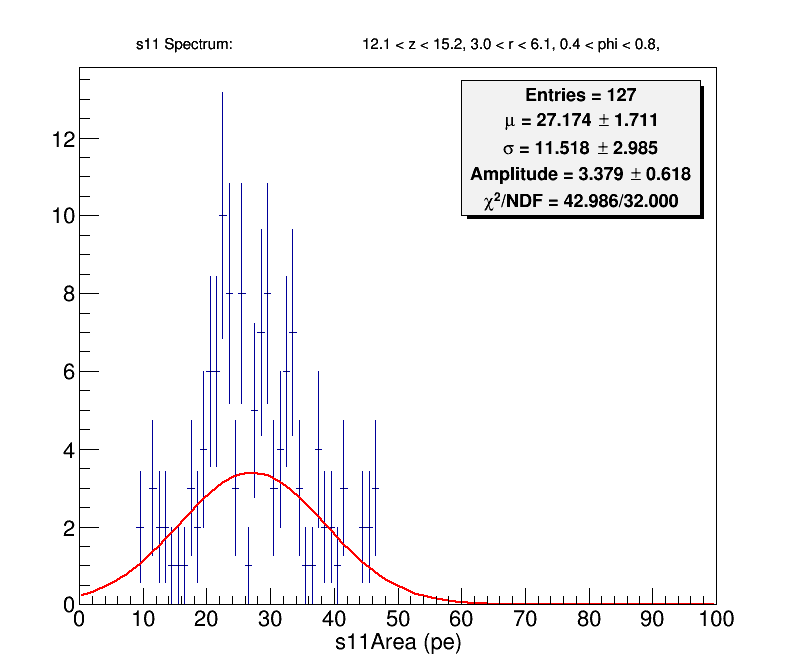 s11 Spectrum: 12.1 < z < 15.2, 3.0 < r < 6.1, 0.4 < phi < 0.8,
Entries = 127
μ = 27.174 ± 1.711
σ = 11.518 ± 2.985
Amplitude = 3.379 ± 0.618
χ²/NDF = 42.986/32.000
12
10
8
6
4
2
0
0 10 20 30 40 50 60 70 80 90 100
s11Area (pe)